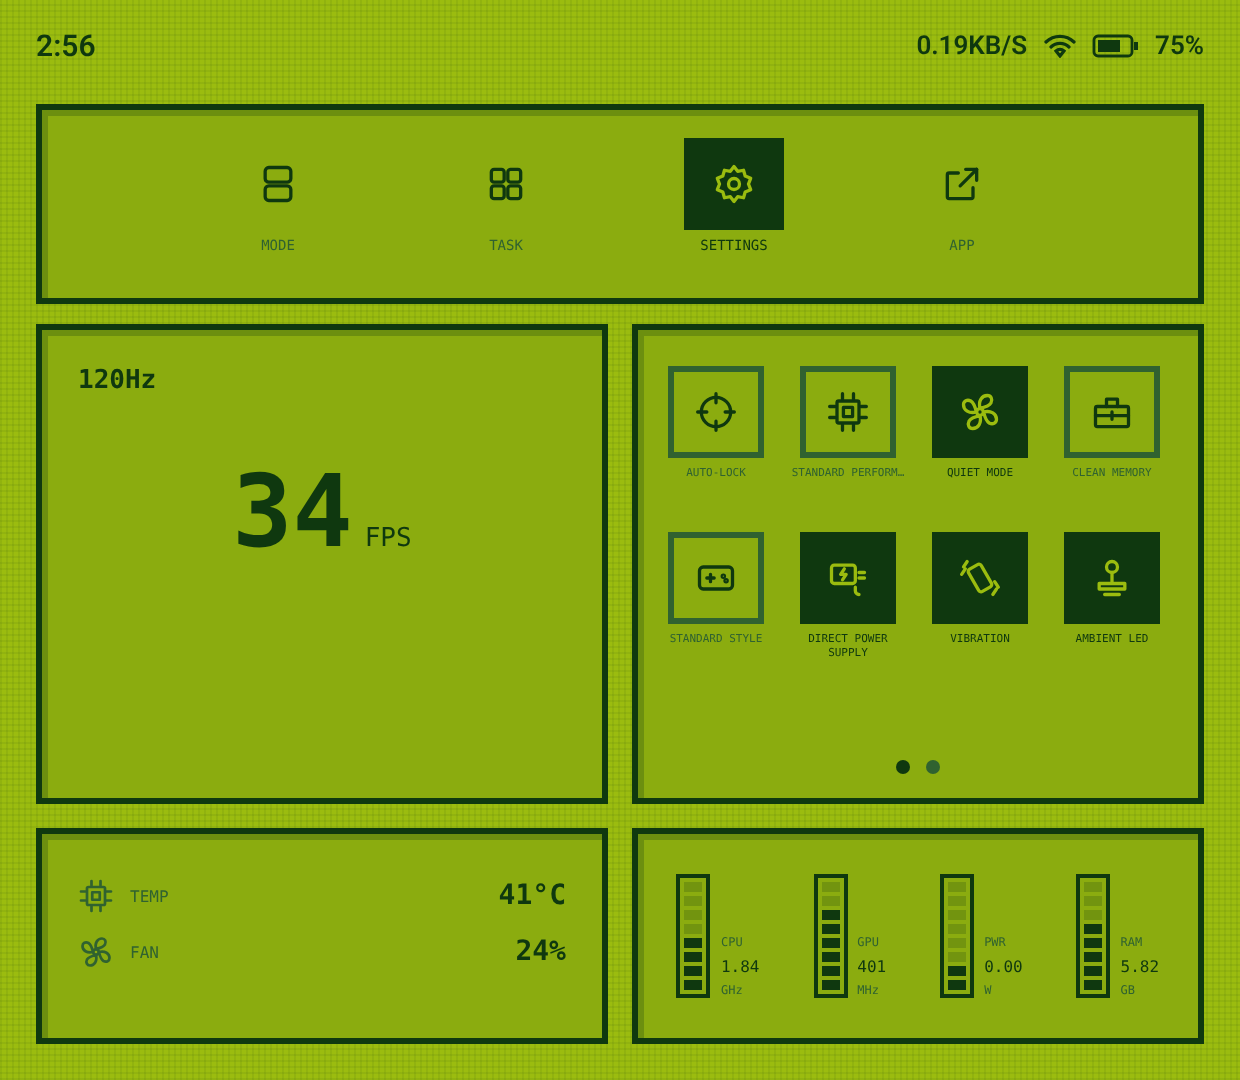 2:56
0.19KB/S
75%
MODE
TASK
SETTINGS
APP
120Hz
34 FPS
AUTO-LOCK
STANDARD PERFORM…
QUIET MODE
CLEAN MEMORY
STANDARD STYLE
DIRECT POWER
SUPPLY
VIBRATION
AMBIENT LED
TEMP
41°C
FAN
24%
CPU
1.84
GHz
GPU
401
MHz
PWR
0.00
W
RAM
5.82
GB